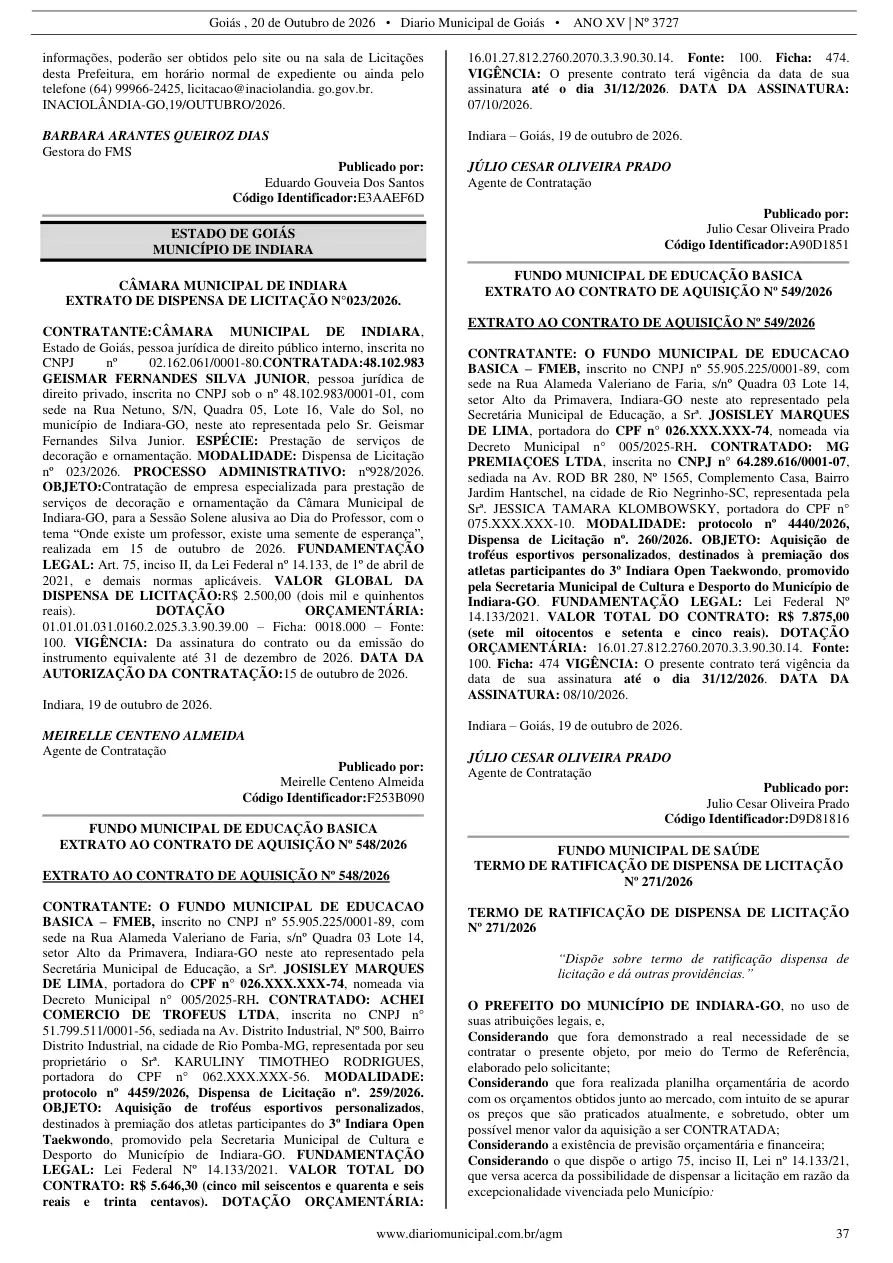 Goiás , 20 de Outubro de 2026 • Diario Municipal de Goiás • ANO XV | Nº 3727
informações, poderão ser obtidos pelo site ou na sala de Licitações
desta Prefeitura, em horário normal de expediente ou ainda pelo
telefone (64) 99966-2425, licitacao@inaciolandia. go.gov.br.
INACIOLÂNDIA-GO,19/OUTUBRO/2026.
BARBARA ARANTES QUEIROZ DIAS
Gestora do FMS
Publicado por:
Eduardo Gouveia Dos Santos
Código Identificador:E3AAEF6D
ESTADO DE GOIÁS
MUNICÍPIO DE INDIARA
CÂMARA MUNICIPAL DE INDIARA
EXTRATO DE DISPENSA DE LICITAÇÃO N°023/2026.
CONTRATANTE:CÂMARA MUNICIPAL DE INDIARA,
Estado de Goiás, pessoa jurídica de direito público interno, inscrita no
CNPJ nº 02.162.061/0001-80.CONTRATADA:48.102.983
GEISMAR FERNANDES SILVA JUNIOR, pessoa jurídica de
direito privado, inscrita no CNPJ sob o nº 48.102.983/0001-01, com
sede na Rua Netuno, S/N, Quadra 05, Lote 16, Vale do Sol, no
município de Indiara, neste ato representado pelo Sr. Geismar
Fernandes Silva Junior. ESPÉCIE: Prestação de serviços de
decoração e ornamentação. MODALIDADE: Dispensa de Licitação
nº 023/2026. PROCESSO ADMINISTRATIVO: nº928/2026.
OBJETO:Contratação de empresa especializada para prestação de
serviços de decoração e ornamentação da Câmara Municipal de
Indiara-GO, para a Sessão Solene alusiva ao Dia do Professor, com o
tema “Onde existe um professor, existe uma semente de esperança”,
realizada em 15 de outubro de 2026. FUNDAMENTAÇÃO
LEGAL: Art. 75, inciso II, da Lei Federal nº 14.133, de 1º de abril de
2021, e demais normas aplicáveis. VALOR GLOBAL DA
DISPENSA DE LICITAÇÃO:R$ 2.500,00 (dois mil e quinhentos
reais). DOTAÇÃO ORÇAMENTÁRIA:
01.01.01.031.0160.2.025.3.3.90.39.00 – Ficha: 0018.000 – Fonte:
100. VIGÊNCIA: Da assinatura do contrato ou da emissão do
instrumento equivalente até 31 de dezembro de 2026. DATA DA
AUTORIZAÇÃO DA CONTRATAÇÃO:15 de outubro de 2026.
Indiara, 19 de outubro de 2026.
MEIRELLE CENTENO ALMEIDA
Agente de Contratação
Publicado por:
Meirelle Centeno Almeida
Código Identificador:F253B090
FUNDO MUNICIPAL DE EDUCAÇÃO BASICA
EXTRATO AO CONTRATO DE AQUISIÇÃO Nº 548/2026
EXTRATO AO CONTRATO DE AQUISIÇÃO Nº 548/2026
CONTRATANTE: O FUNDO MUNICIPAL DE EDUCACAO
BASICA – FMEB, inscrito no CNPJ nº 55.905.225/0001-89, com
sede na Rua Alameda Valeriano de Faria, s/nº Quadra 03 Lote 14,
setor Alto da Primavera, Indiara-GO neste ato representado pela
Secretária Municipal de Educação, a Srª. JOSISLEY MARQUES
DE LIMA, portadora do CPF n° 026.XXX.XXX-74, nomeada via
Decreto Municipal n° 005/2025-RH. CONTRATADO: ACHEI
COMERCIO DE TROFEUS LTDA, inscrita no CNPJ n°
51.799.511/0001-56, sediada na Av. Distrito Industrial, Nº 500, Bairro
Distrito Industrial, na cidade de Rio Pomba-MG, representada por seu
proprietário o Srª. KARULINY TIMOTHEO RODRIGUES,
portadora do CPF n° 062.XXX.XXX-56. MODALIDADE:
protocolo nº 4459/2026, Dispensa de Licitação nº. 259/2026.
OBJETO: Aquisição de troféus esportivos personalizados,
destinados à premiação dos atletas participantes do 3º Indiara Open
Taekwondo, promovido pela Secretaria Municipal de Cultura e
Desporto do Município de Indiara-GO. FUNDAMENTAÇÃO
LEGAL: Lei Federal Nº 14.133/2021. VALOR TOTAL DO
CONTRATO: R$ 5.646,30 (cinco mil seiscentos e quarenta e seis
reais e trinta centavos). DOTAÇÃO ORÇAMENTÁRIA:
16.01.27.812.2760.2070.3.3.90.30.14. Fonte: 100. Ficha: 474.
VIGÊNCIA: O presente contrato terá vigência da data de sua
assinatura até o dia 31/12/2026. DATA DA ASSINATURA:
07/10/2026.
Indiara – Goiás, 19 de outubro de 2026.
JÚLIO CESAR OLIVEIRA PRADO
Agente de Contratação
Publicado por:
Julio Cesar Oliveira Prado
Código Identificador:A90D1851
FUNDO MUNICIPAL DE EDUCAÇÃO BASICA
EXTRATO AO CONTRATO DE AQUISIÇÃO Nº 549/2026
EXTRATO AO CONTRATO DE AQUISIÇÃO Nº 549/2026
CONTRATANTE: O FUNDO MUNICIPAL DE EDUCACAO
BASICA – FMEB, inscrito no CNPJ nº 55.905.225/0001-89, com
sede na Rua Alameda Valeriano de Faria, s/nº Quadra 03 Lote 14,
setor Alto da Primavera, Indiara-GO neste ato representado pela
Secretária Municipal de Educação, a Srª. JOSISLEY MARQUES
DE LIMA, portadora do CPF n° 026.XXX.XXX-74, nomeada via
Decreto Municipal n° 005/2025-RH. CONTRATADO: MG
PREMIAÇOES LTDA, inscrita no CNPJ n° 64.289.616/0001-07,
sediada na Av. ROD BR 280, Nº 1565, Complemento Casa, Bairro
Jardim Hantschel, na cidade de Rio Negrinho-SC, representada pela
Srª. JESSICA TAMARA KLOMBOWSKY, portadora do CPF n°
075.XXX.XXX-10. MODALIDADE: protocolo nº 4440/2026,
Dispensa de Licitação nº. 260/2026. OBJETO: Aquisição de
troféus esportivos personalizados, destinados à premiação dos
atletas participantes do 3º Indiara Open Taekwondo, promovido
pela Secretaria Municipal de Cultura e Desporto do Município de
Indiara-GO. FUNDAMENTAÇÃO LEGAL: Lei Federal Nº
14.133/2021. VALOR TOTAL DO CONTRATO: R$ 7.875,00
(sete mil oitocentos e setenta e cinco reais). DOTAÇÃO
ORÇAMENTÁRIA: 16.01.27.812.2760.2070.3.3.90.30.14. Fonte:
100. Ficha: 474 VIGÊNCIA: O presente contrato terá vigência da
data de sua assinatura até o dia 31/12/2026. DATA DA
ASSINATURA: 08/10/2026.
Indiara – Goiás, 19 de outubro de 2026.
JÚLIO CESAR OLIVEIRA PRADO
Agente de Contratação
Publicado por:
Julio Cesar Oliveira Prado
Código Identificador:D9D81816
FUNDO MUNICIPAL DE SAÚDE
TERMO DE RATIFICAÇÃO DE DISPENSA DE LICITAÇÃO
Nº 271/2026
TERMO DE RATIFICAÇÃO DE DISPENSA DE LICITAÇÃO
Nº 271/2026
“Dispõe sobre termo de ratificação dispensa de
licitação e dá outras providências.”
O PREFEITO DO MUNICÍPIO DE INDIARA-GO, no uso de
suas atribuições legais, e,
Considerando que fora demonstrado a real necessidade de se
contratar o presente objeto, por meio do Termo de Referência,
elaborado pelo solicitante;
Considerando que fora realizada planilha orçamentária de acordo
com os orçamentos obtidos junto ao mercado, com intuito de se apurar
os preços que são praticados atualmente, e sobretudo, obter um
possível menor valor da aquisição a ser CONTRATADA;
Considerando a existência de previsão orçamentária e financeira;
Considerando o que dispõe o artigo 75, inciso II, Lei nº 14.133/21,
que versa acerca da possibilidade de dispensar a licitação em razão da
excepcionalidade vivenciada pelo Município:
www.diariomunicipal.com.br/agm 37